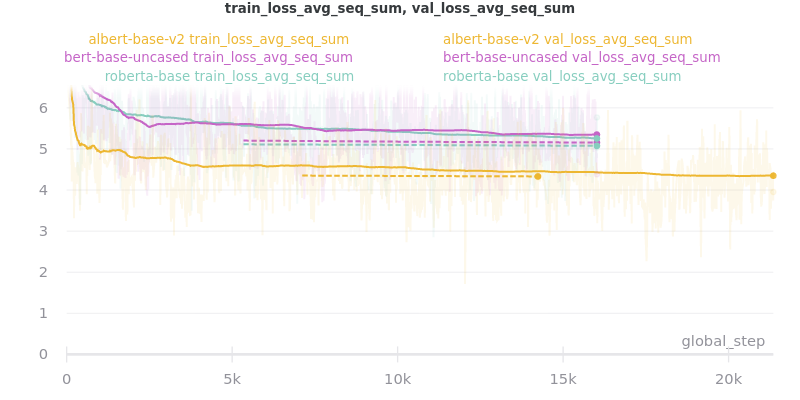 train_loss_avg_seq_sum, val_loss_avg_seq_sum
albert-base-v2 train_loss_avg_seq_sum albert-base-v2 val_loss_avg_seq_sum
bert-base-uncased train_loss_avg_seq_sum bert-base-uncased val_loss_avg_seq_sum
roberta-base train_loss_avg_seq_sum roberta-base val_loss_avg_seq_sum
6
5
4
3
2
1
0
global_step
0 5k 10k 15k 20k